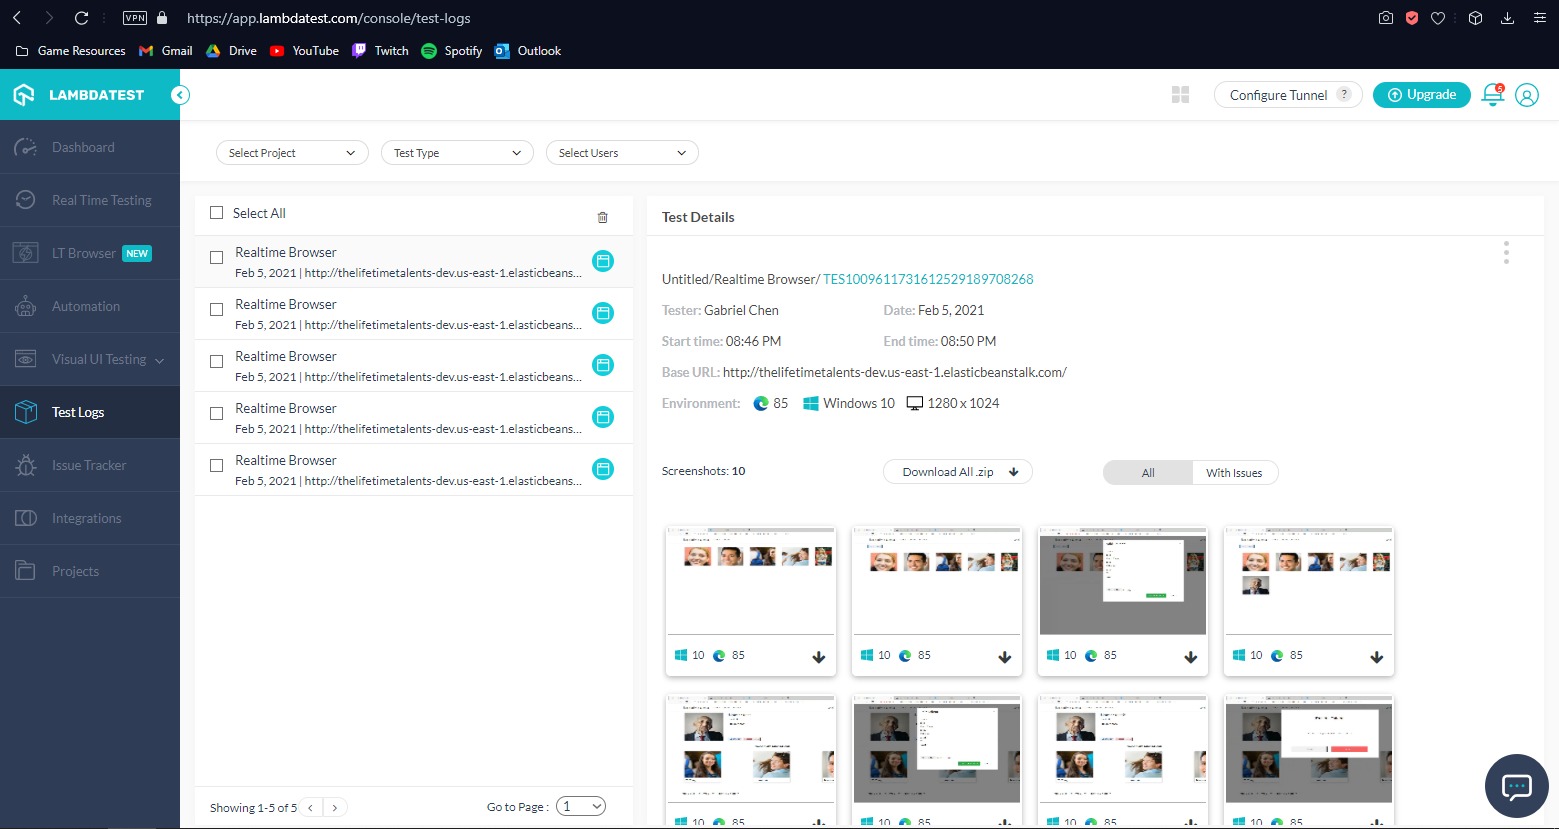 VPN https://app.lambdatest.com/console/test-logs
Game Resources Gmail Drive YouTube Twitch Spotify Outlook
LAMBDATEST
Configure Tunnel ? Upgrade 5
Dashboard
Real Time Testing
LT Browser NEW
Automation
Visual UI Testing
Test Logs
Issue Tracker
Integrations
Projects
Select Project Test Type Select Users
Select All
Realtime Browser
Feb 5, 2021 | http://thelifetimetalents-dev.us-east-1.elasticbeans...
Realtime Browser
Feb 5, 2021 | http://thelifetimetalents-dev.us-east-1.elasticbeans...
Realtime Browser
Feb 5, 2021 | http://thelifetimetalents-dev.us-east-1.elasticbeans...
Realtime Browser
Feb 5, 2021 | http://thelifetimetalents-dev.us-east-1.elasticbeans...
Realtime Browser
Feb 5, 2021 | http://thelifetimetalents-dev.us-east-1.elasticbeans...
Showing 1-5 of 5 Go to Page : 1
Test Details
Untitled/Realtime Browser/ TES1009611731612529189708268
Tester: Gabriel Chen Date: Feb 5, 2021
Start time: 08:46 PM End time: 08:50 PM
Base URL: http://thelifetimetalents-dev.us-east-1.elasticbeanstalk.com/
Environment: 85 Windows 10 1280 x 1024
Screenshots: 10 Download All .zip All With Issues
10 85 10 85 10 85 10 85
10 85 10 85 10 85 10 85